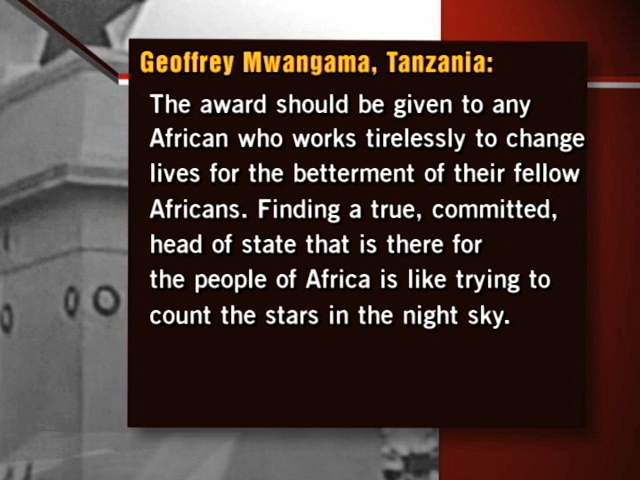 Geoffrey Mwangama, Tanzania:
The award should be given to any
African who works tirelessly to change
lives for the betterment of their fellow
Africans. Finding a true, committed,
head of state that is there for
the people of Africa is like trying to
count the stars in the night sky.